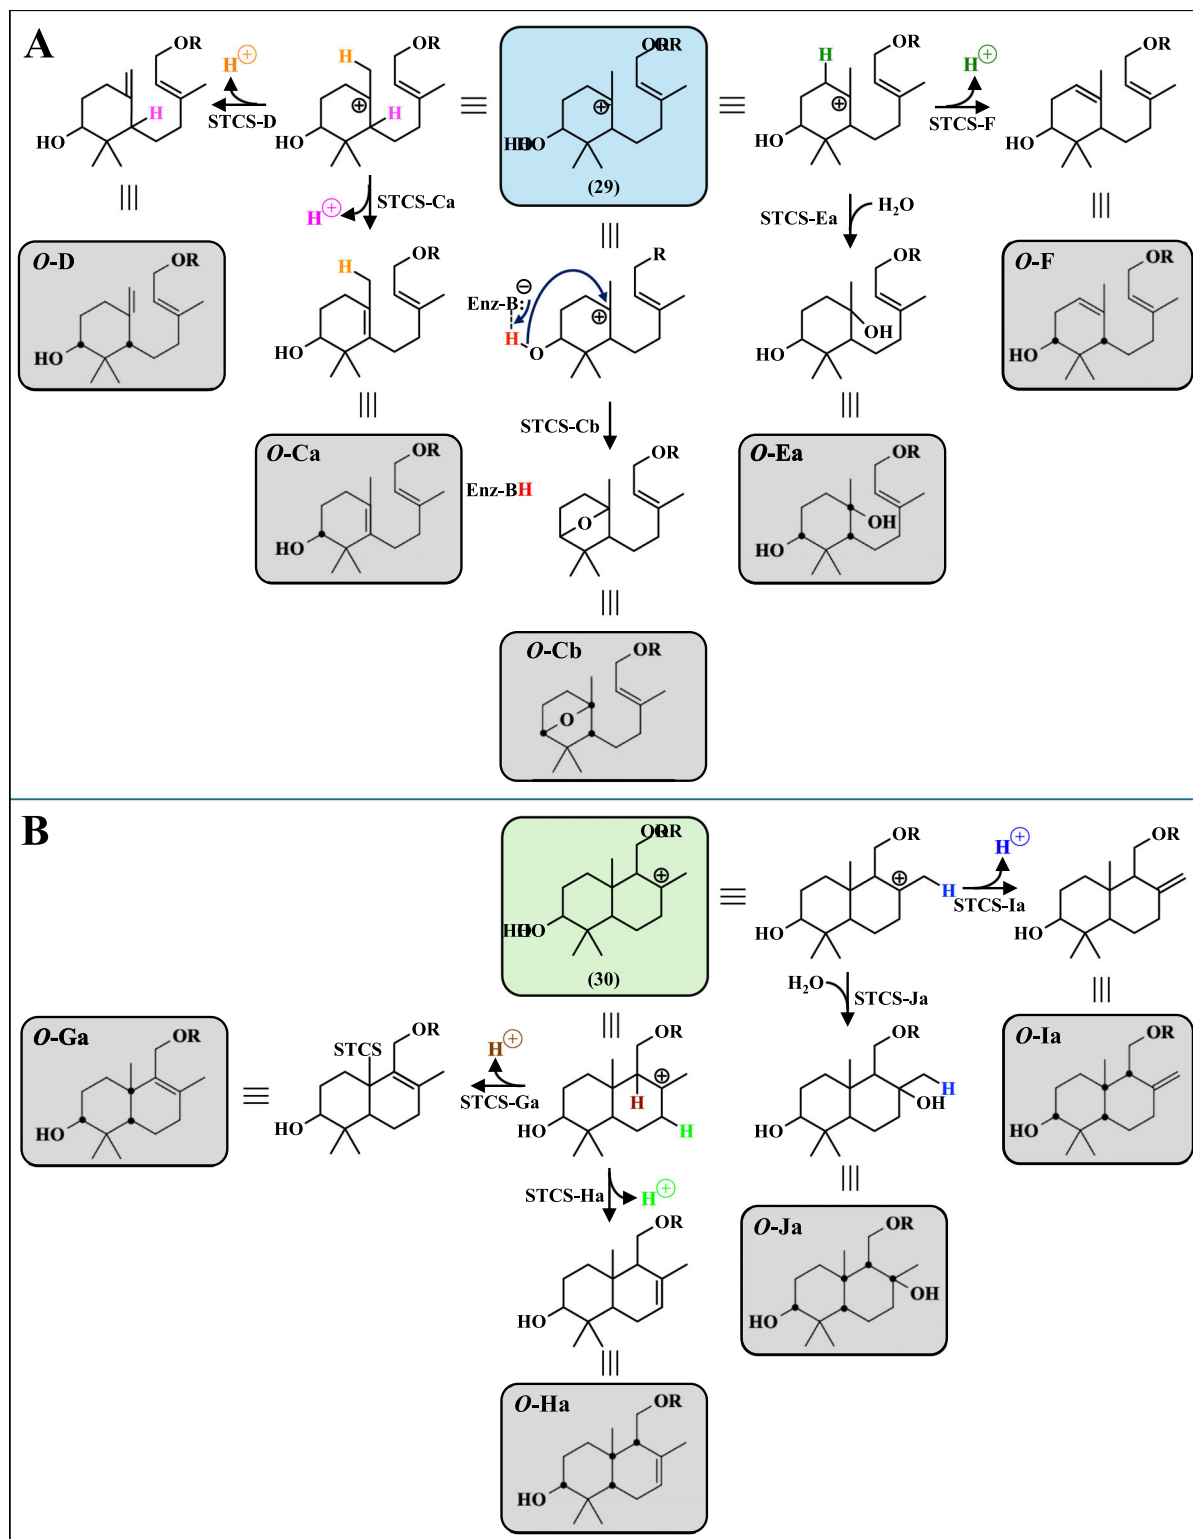 A
OR
H⊕
STCS-D
H
HO
H
OR
⊕
H
HO
OROR
⊕
HOHO
(29)
H
OR
⊕
HO
H⊕
STCS-F
OR
HO
STCS-Ca
H⊕
STCS-Ea
H₂O
O-D
OR
HO
H
OR
HO
R
⊖
Enz-B:
H
O
⊕
OH
HO
OR
O-F
OR
HO
STCS-Cb
O-Ca
OR
HO
Enz-BH
OR
O
O-Ea
OR
OH
HO
O-Cb
OR
O
B
OROR
⊕
HOHO
(30)
OR
⊕
H
HO
H⊕
STCS-Ia
OR
HO
H₂O
STCS-Ja
O-Ga
OR
HO
STCS
OR
HO
H⊕
STCS-Ga
OR
⊕
H
H
HO
OR
H
OH
HO
O-Ia
OR
HO
STCS-Ha
H⊕
OR
HO
O-Ja
OR
OH
HO
O-Ha
OR
HO